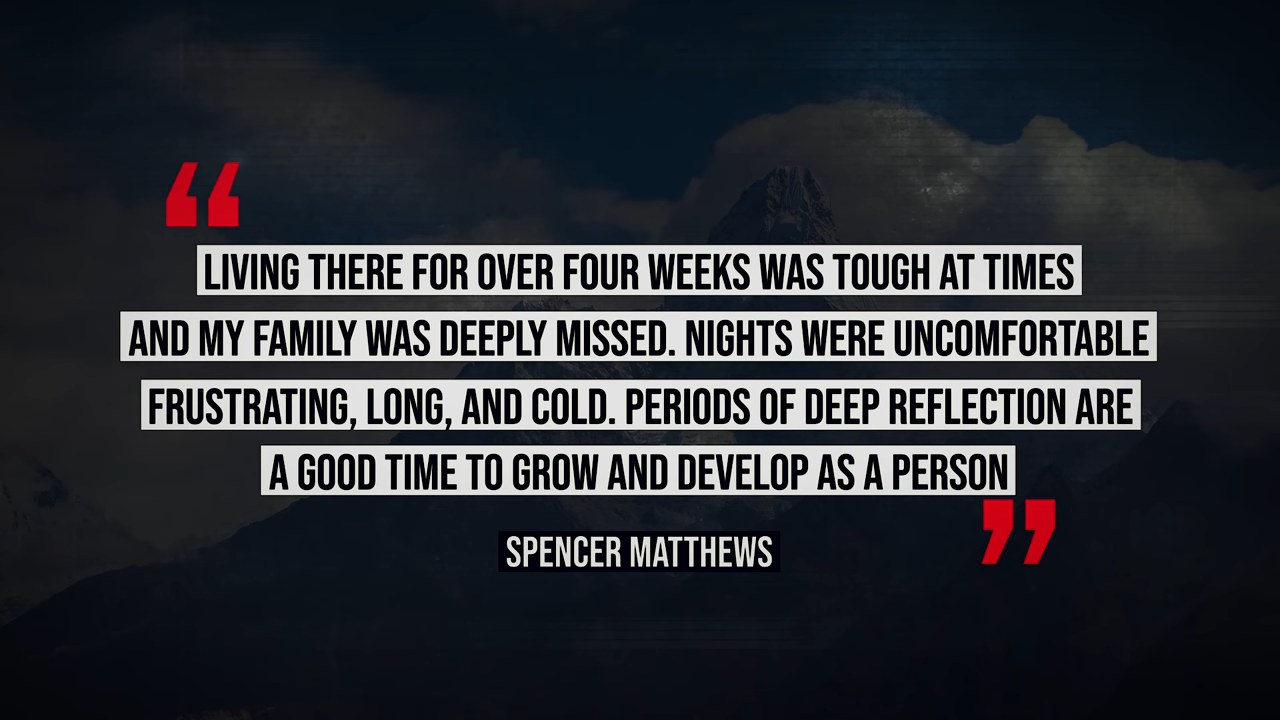 “
LIVING THERE FOR OVER FOUR WEEKS WAS TOUGH AT TIMES
AND MY FAMILY WAS DEEPLY MISSED. NIGHTS WERE UNCOMFORTABLE
FRUSTRATING, LONG, AND COLD. PERIODS OF DEEP REFLECTION ARE
A GOOD TIME TO GROW AND DEVELOP AS A PERSON
”
SPENCER MATTHEWS